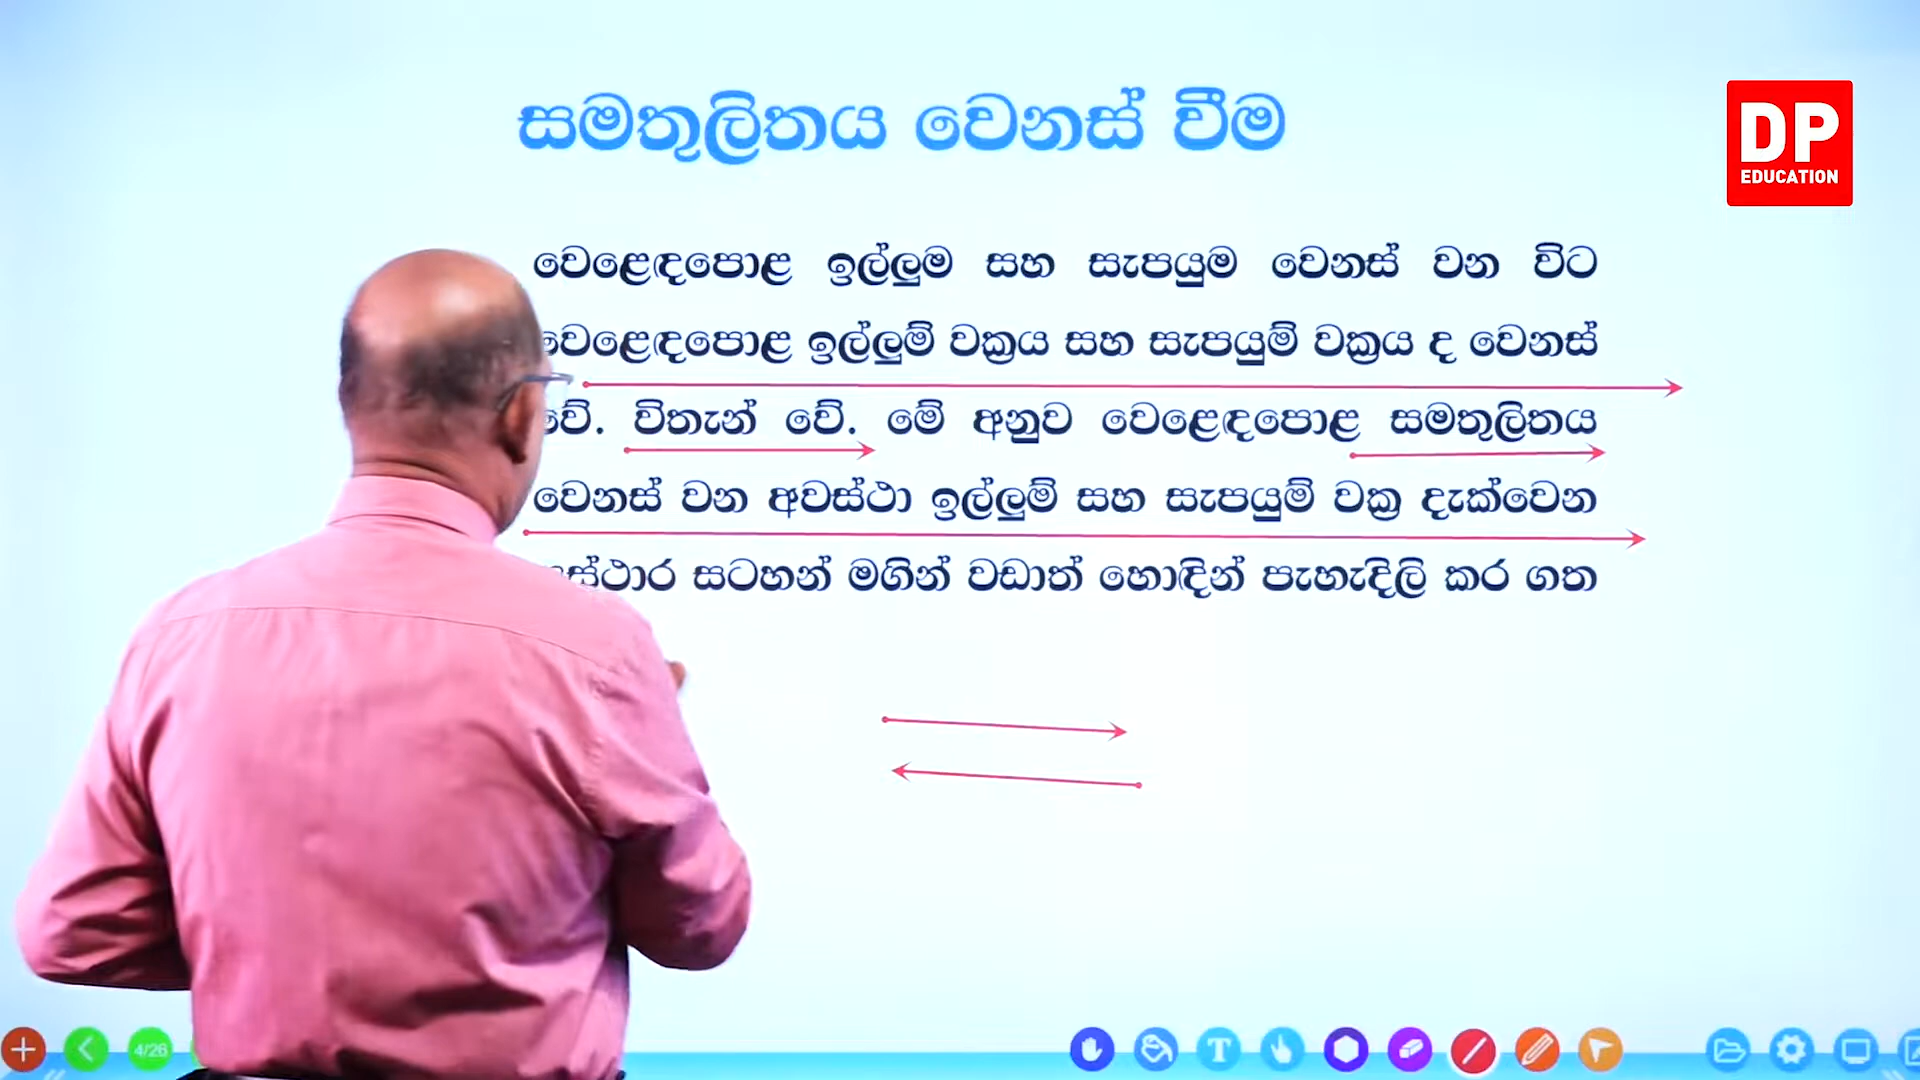 සමතුලිතය වෙනස් වීම
DP
EDUCATION
වෙළෙඳපොළ ඉල්ලුම සහ සැපයුම වෙනස් වන විට
වෙළෙඳපොළ ඉල්ලුම් වක්‍රය සහ සැපයුම් වක්‍රය ද වෙනස්
වේ. විතැන් වේ. මේ අනුව වෙළෙඳපොළ සමතුලිතය
වෙනස් වන අවස්ථා ඉල්ලුම් සහ සැපයුම් වක්‍ර දැක්වෙන
සටහන් මගින් වඩාත් හොඳින් පැහැදිලි කර ගත
4/26
T